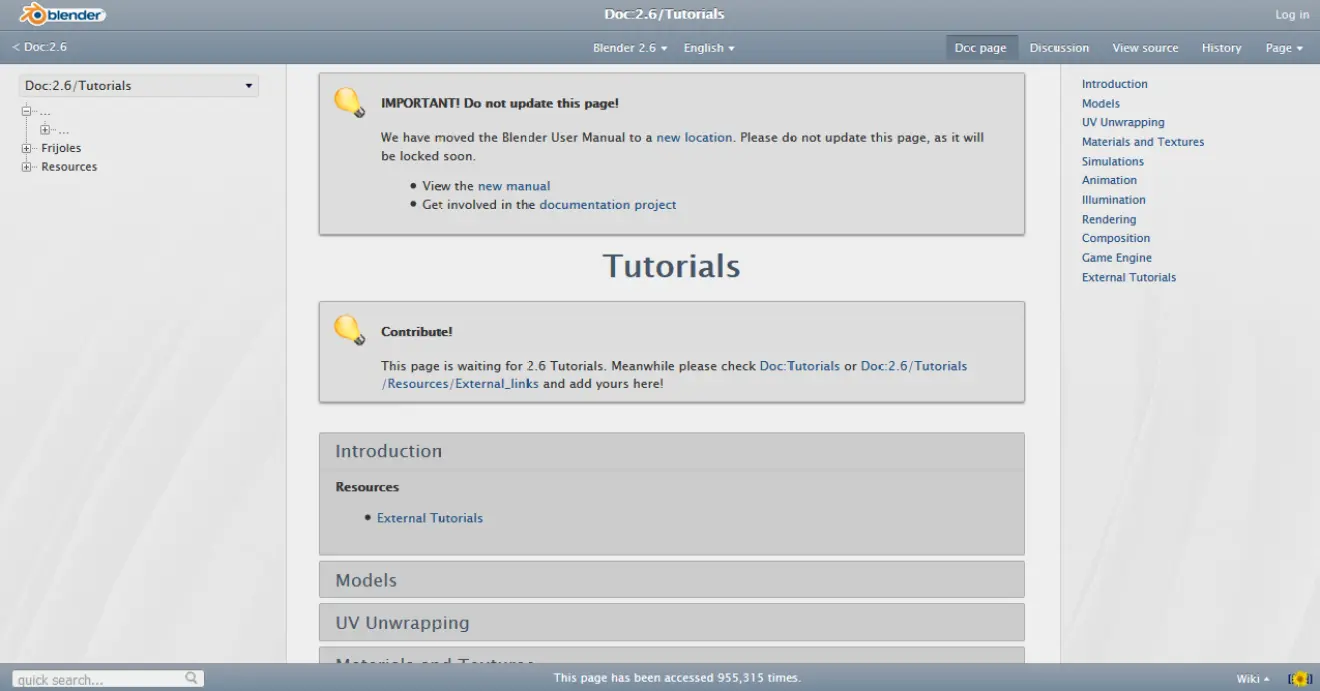 blender
Doc:2.6/Tutorials
Log in
< Doc:2.6
Blender 2.6
English
Doc page
Discussion
View source
History
Page
Doc:2.6/Tutorials
...
...
Frijoles
Resources
IMPORTANT! Do not update this page!
We have moved the Blender User Manual to a new location. Please do not update this page, as it will
be locked soon.
• View the new manual
• Get involved in the documentation project
Tutorials
Contribute!
This page is waiting for 2.6 Tutorials. Meanwhile please check Doc:Tutorials or Doc:2.6/Tutorials
/Resources/External_links and add yours here!
Introduction
Resources
• External Tutorials
Models
UV Unwrapping
Materials and Textures
Introduction
Models
UV Unwrapping
Materials and Textures
Simulations
Animation
Illumination
Rendering
Composition
Game Engine
External Tutorials
quick search...
This page has been accessed 955,315 times.
Wiki